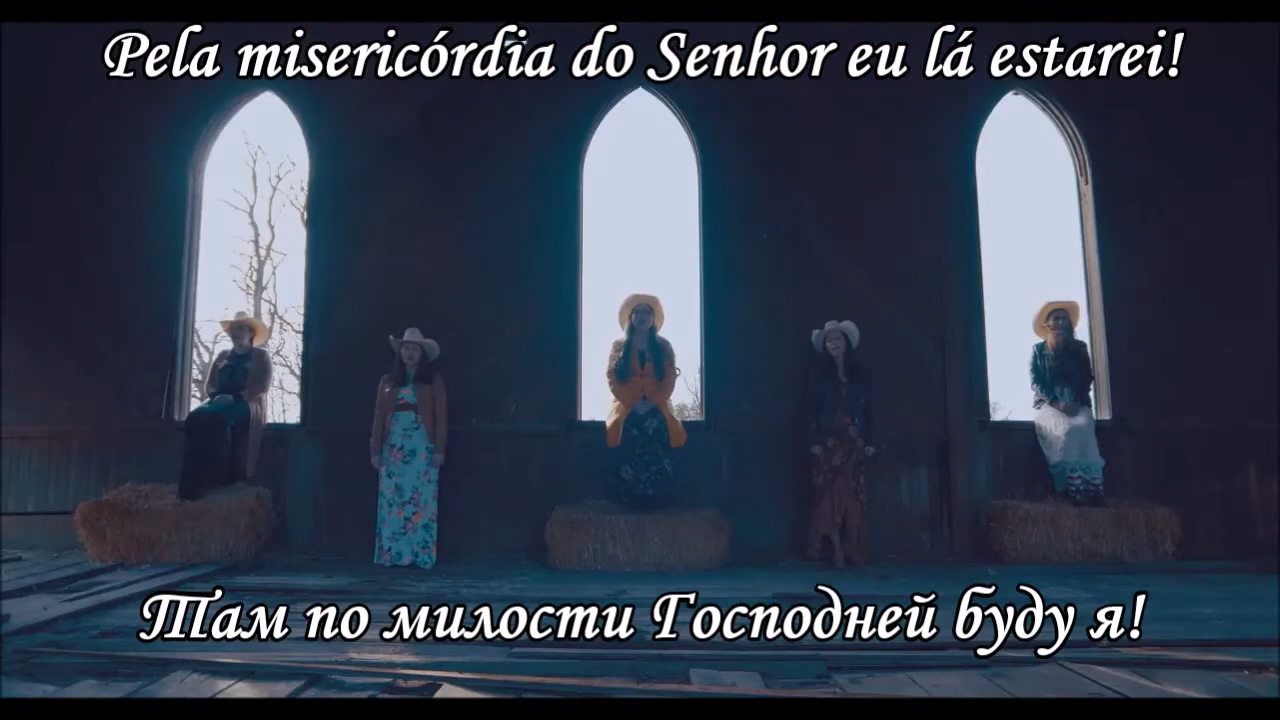 Pela misericórdia do Senhor eu lá estarei!
Там по милости Господней буду я!